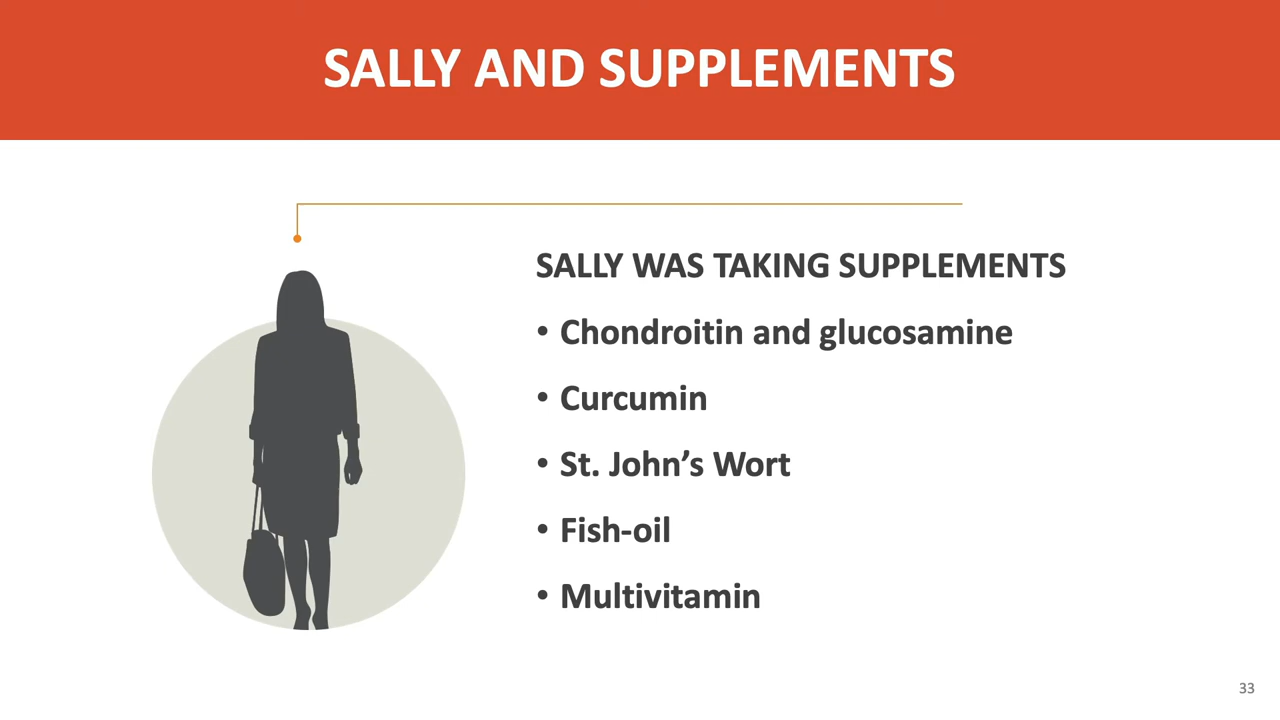 SALLY AND SUPPLEMENTS
SALLY WAS TAKING SUPPLEMENTS
• Chondroitin and glucosamine
• Curcumin
• St. John’s Wort
• Fish-oil
• Multivitamin
33